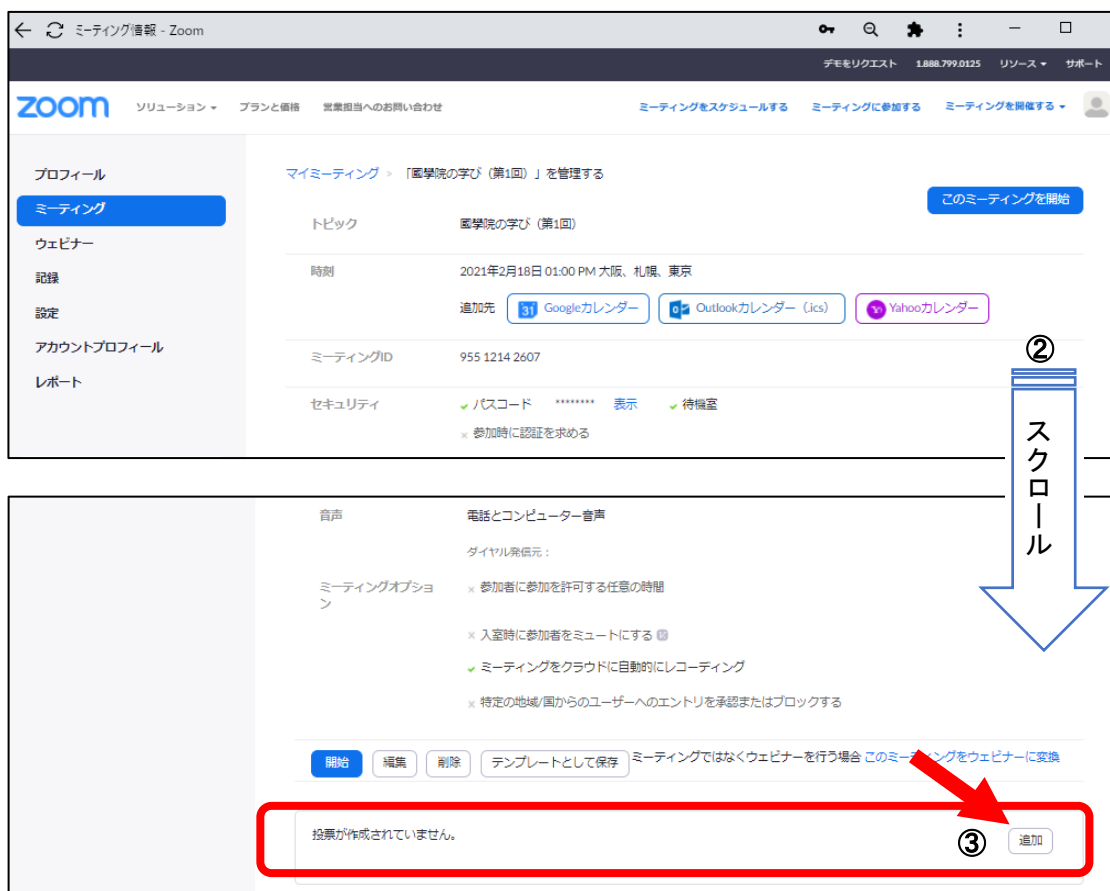 ミーティング情報 - Zoom
デモをリクエスト 1.888.799.0125 リソース サポート
zoom ソリューション プランと価格 営業担当へのお問い合わせ ミーティングをスケジュールする ミーティングに参加する ミーティングを開催する
プロフィール
ミーティング
ウェビナー
記録
設定
アカウントプロフィール
レポート
マイミーティング > 「國學院の学び（第1回）」を管理する
このミーティングを開始
トピック 國學院の学び（第1回）
時刻 2021年2月18日 01:00 PM 大阪、札幌、東京
追加先 31 Googleカレンダー Outlookカレンダー（.ics） Yahooカレンダー
ミーティングID 955 1214 2607
セキュリティ パスコード ******** 表示 待機室
× 参加時に認証を求める
②
スクロール
音声 電話とコンピューター音声
ダイヤル発信元：
ミーティングオプショ
ン
× 参加者に参加を許可する任意の時間
× 入室時に参加者をミュートにする
ミーティングをクラウドに自動的にレコーディング
× 特定の地域/国からのユーザーへのエントリを承認またはブロックする
開始 編集 削除 テンプレートとして保存 ミーティングではなくウェビナーを行う場合 このミーティングをウェビナーに変換
投票が作成されていません。
③ 追加